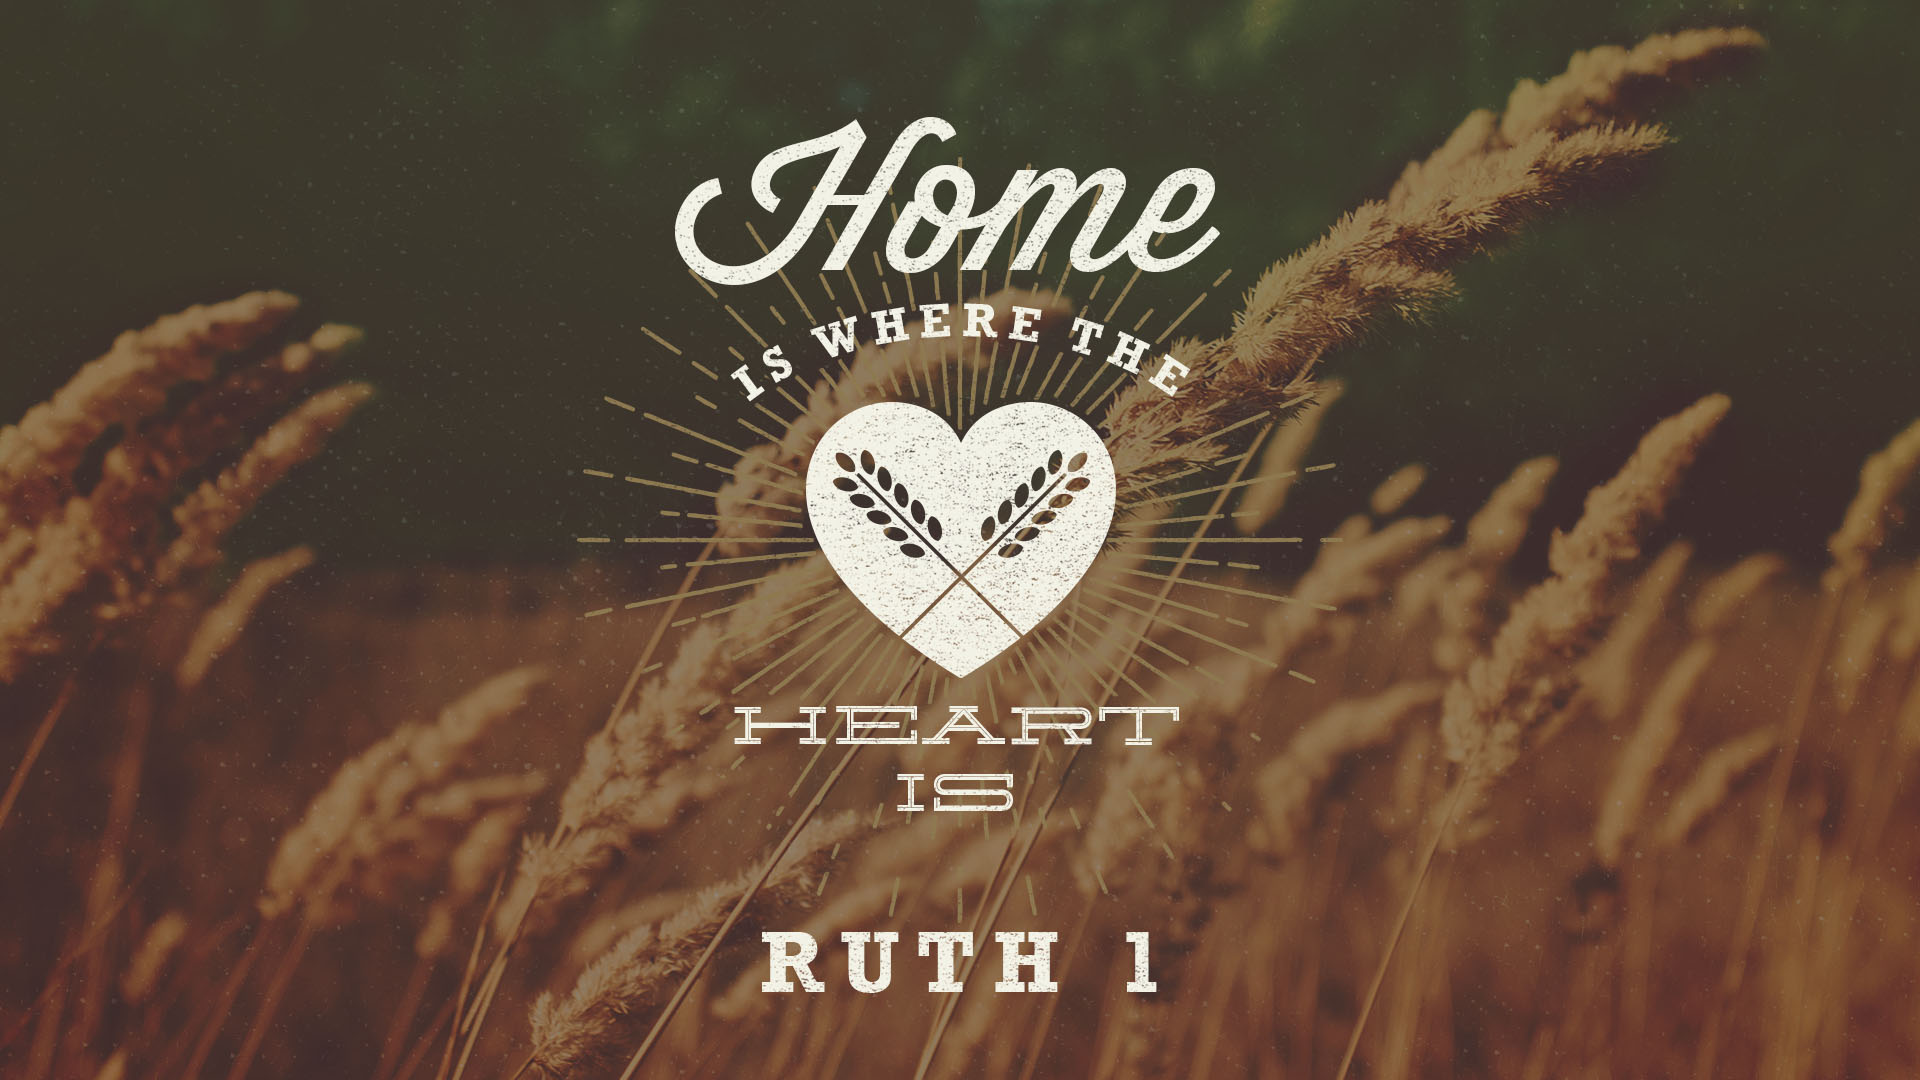 Home
IS WHERE THE
HEART
IS
RUTH 1